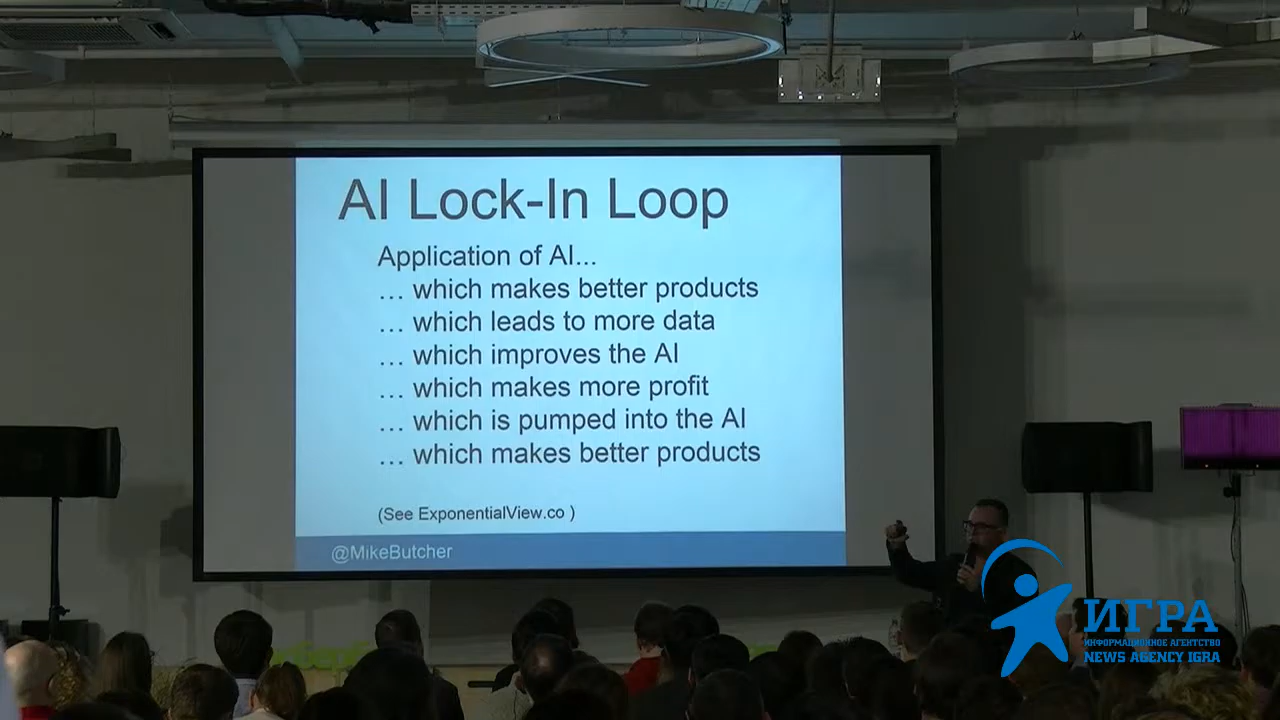 AI Lock-In Loop
Application of AI...
... which makes better products
... which leads to more data
... which improves the AI
... which makes more profit
... which is pumped into the AI
... which makes better products
(See ExponentialView.co )
@MikeButcher
ИГРА
ИНФОРМАЦИОННОЕ АГЕНТСТВО
NEWS AGENCY IGRA